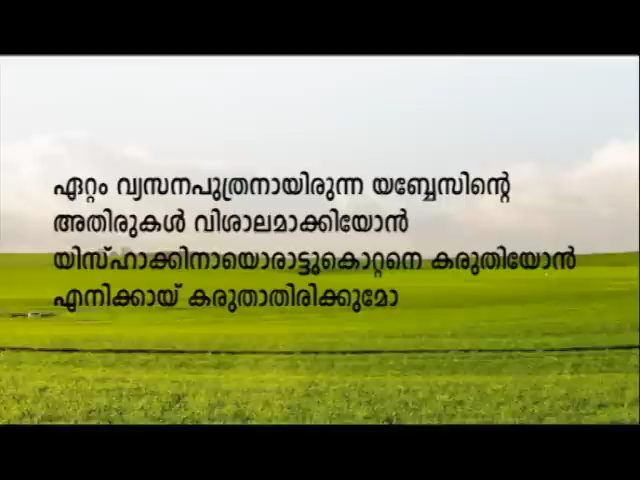 ഏറ്റം വ്യസനപുത്രനായിരുന്ന യബ്ബേസിന്റെ
അതിരുകൾ വിശാലമാക്കിയോൻ
യിസ്ഹാക്കിനായൊരാട്ടുകൊറ്റനെ കരുതിയോൻ
എനിക്കായ് കരുതാതിരിക്കുമോ